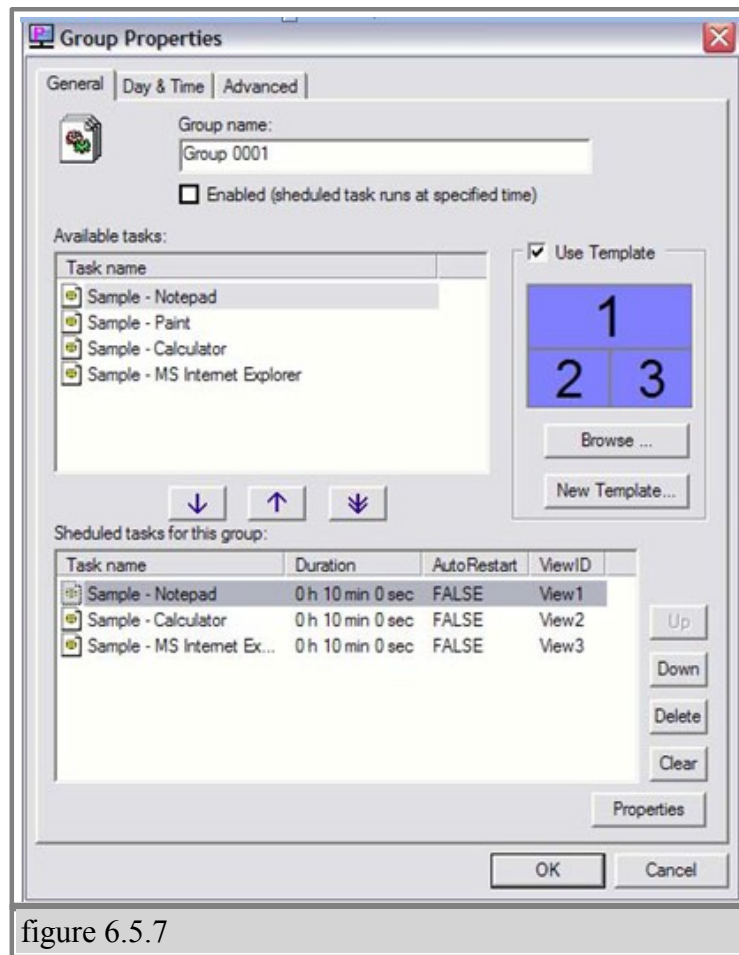 Group Properties
General Day & Time Advanced
Group name:
Group 0001
Enabled (sheduled task runs at specified time)
Available tasks:
Task name
Sample - Notepad
Sample - Paint
Sample - Calculator
Sample - MS Internet Explorer
Use Template
1
2 3
Browse ...
New Template...
Sheduled tasks for this group:
Task name Duration AutoRestart ViewID
Sample - Notepad 0 h 10 min 0 sec FALSE View1
Sample - Calculator 0 h 10 min 0 sec FALSE View2
Sample - MS Internet Ex... 0 h 10 min 0 sec FALSE View3
Up
Down
Delete
Clear
Properties
OK Cancel
figure 6.5.7